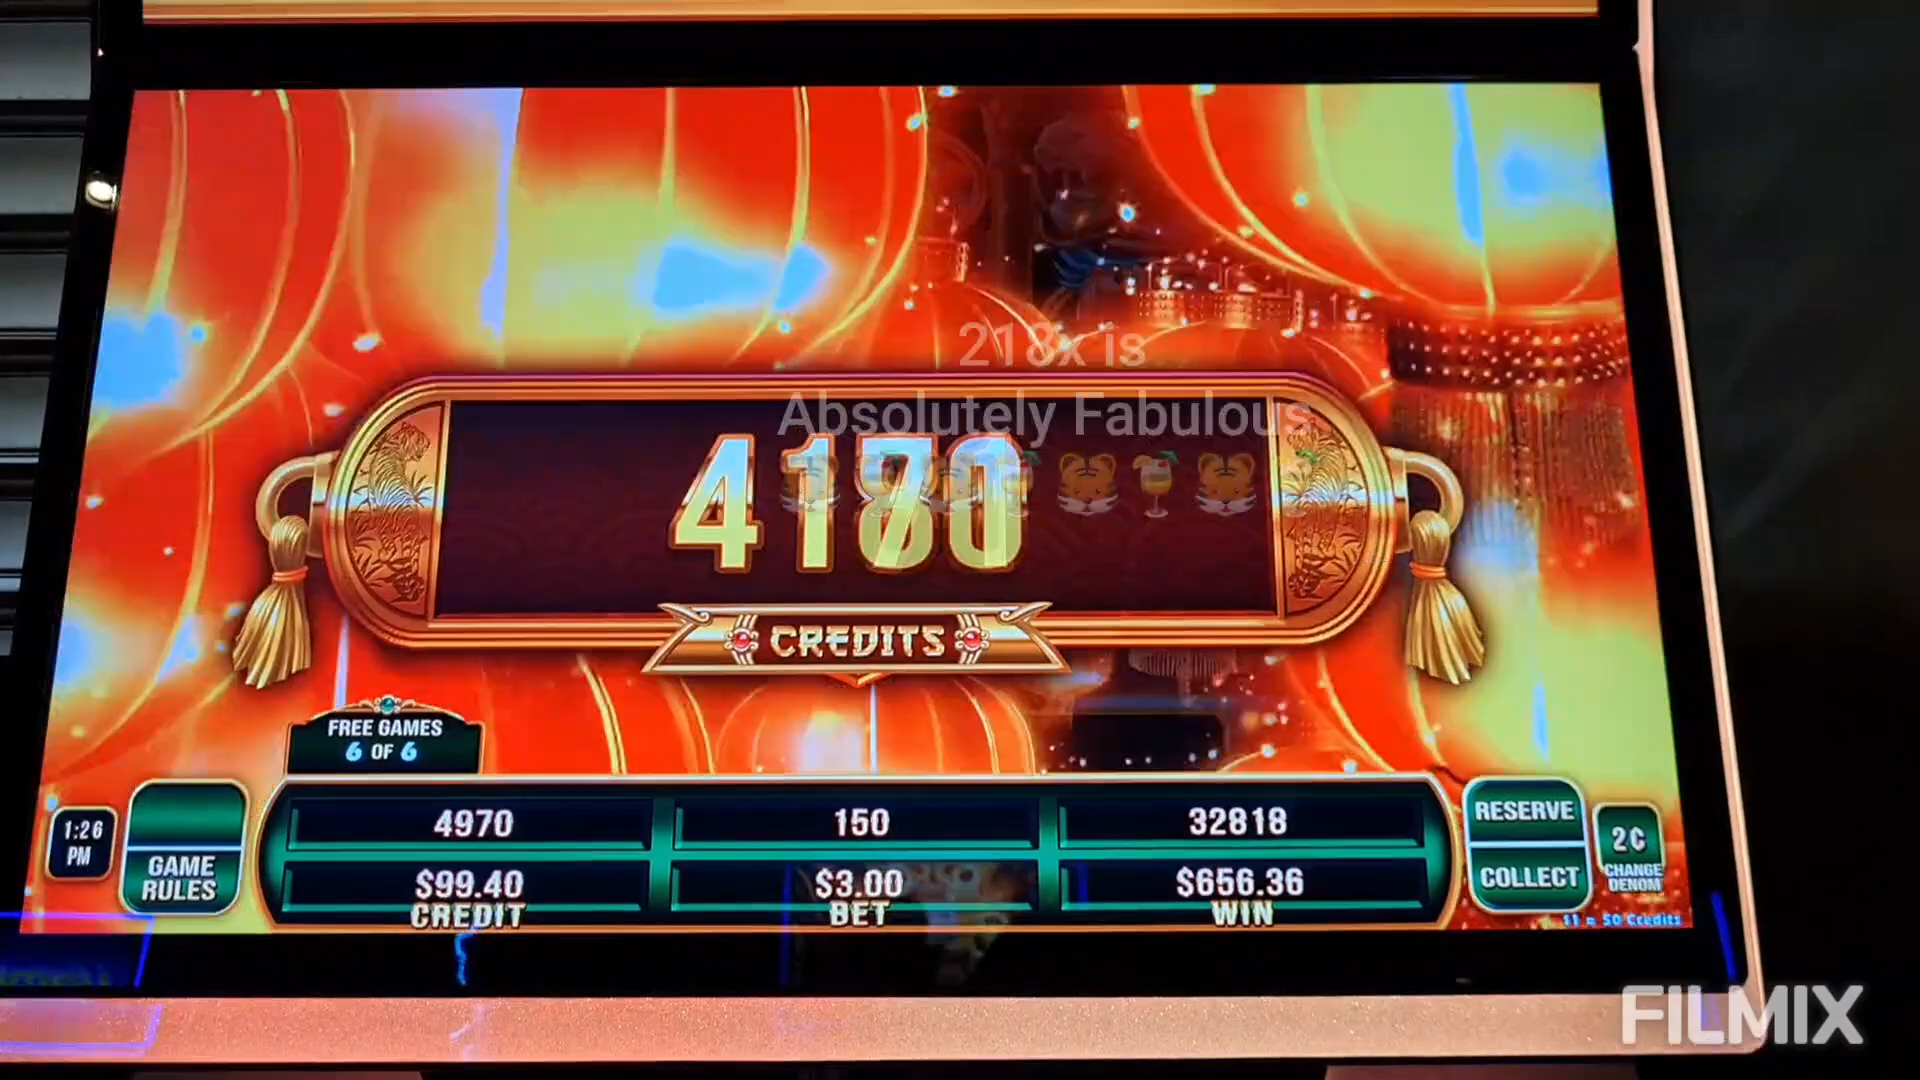 218x is
Absolutely Fabulous
CREDITS
FREE GAMES
6 OF 6
1:26
PM
GAME
RULES
4970
$99.40
CREDIT
150
$3.00
BET
32818
$656.36
WIN
RESERVE
COLLECT
2¢
CHANGE
DENOM
$1 = 50 Credits
FILMIX